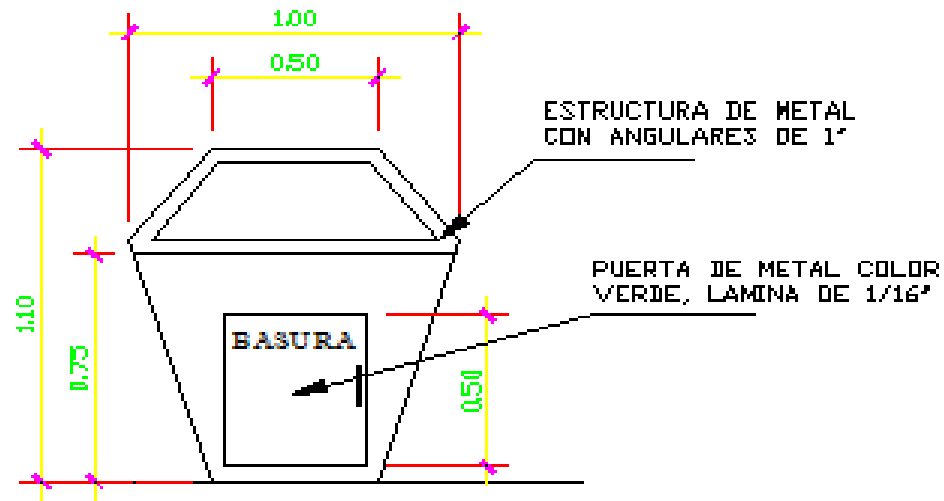 1.00
0.50
ESTRUCTURA DE METAL
CON ANGULARES DE 1"
PUERTA DE METAL COLOR
VERDE, LAMINA DE 1/16"
BASURA
1.10
0.75
0.50